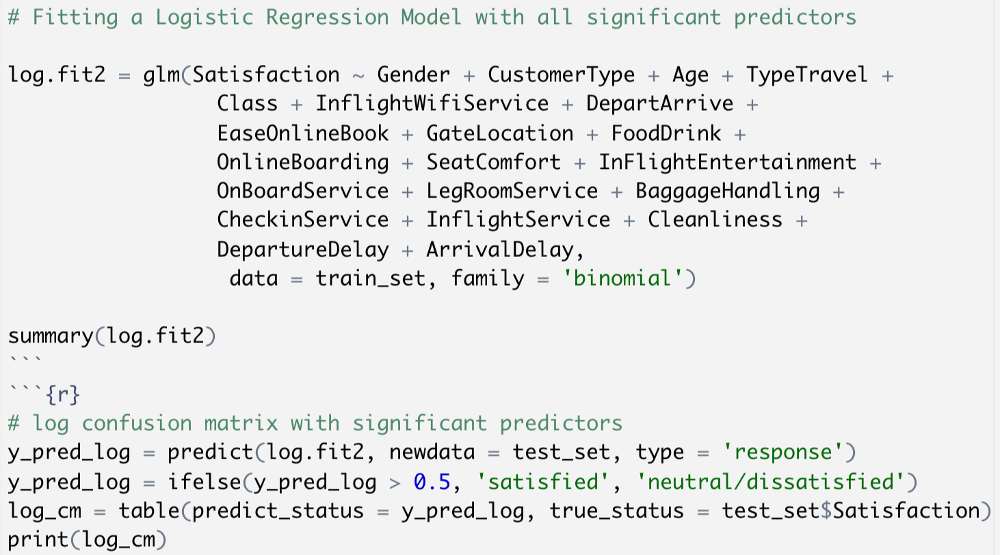 # Fitting a Logistic Regression Model with all significant predictors
log.fit2 = glm(Satisfaction ~ Gender + CustomerType + Age + TypeTravel +
Class + InflightWifiService + DepartArrive +
EaseOnlineBook + GateLocation + FoodDrink +
OnlineBoarding + SeatComfort + InFlightEntertainment +
OnBoardService + LegRoomService + BaggageHandling +
CheckinService + InflightService + Cleanliness +
DepartureDelay + ArrivalDelay,
data = train_set, family = 'binomial')
summary(log.fit2)
```
```{r}
# log confusion matrix with significant predictors
y_pred_log = predict(log.fit2, newdata = test_set, type = 'response')
y_pred_log = ifelse(y_pred_log > 0.5, 'satisfied', 'neutral/dissatisfied')
log_cm = table(predict_status = y_pred_log, true_status = test_set$Satisfaction)
print(log_cm)